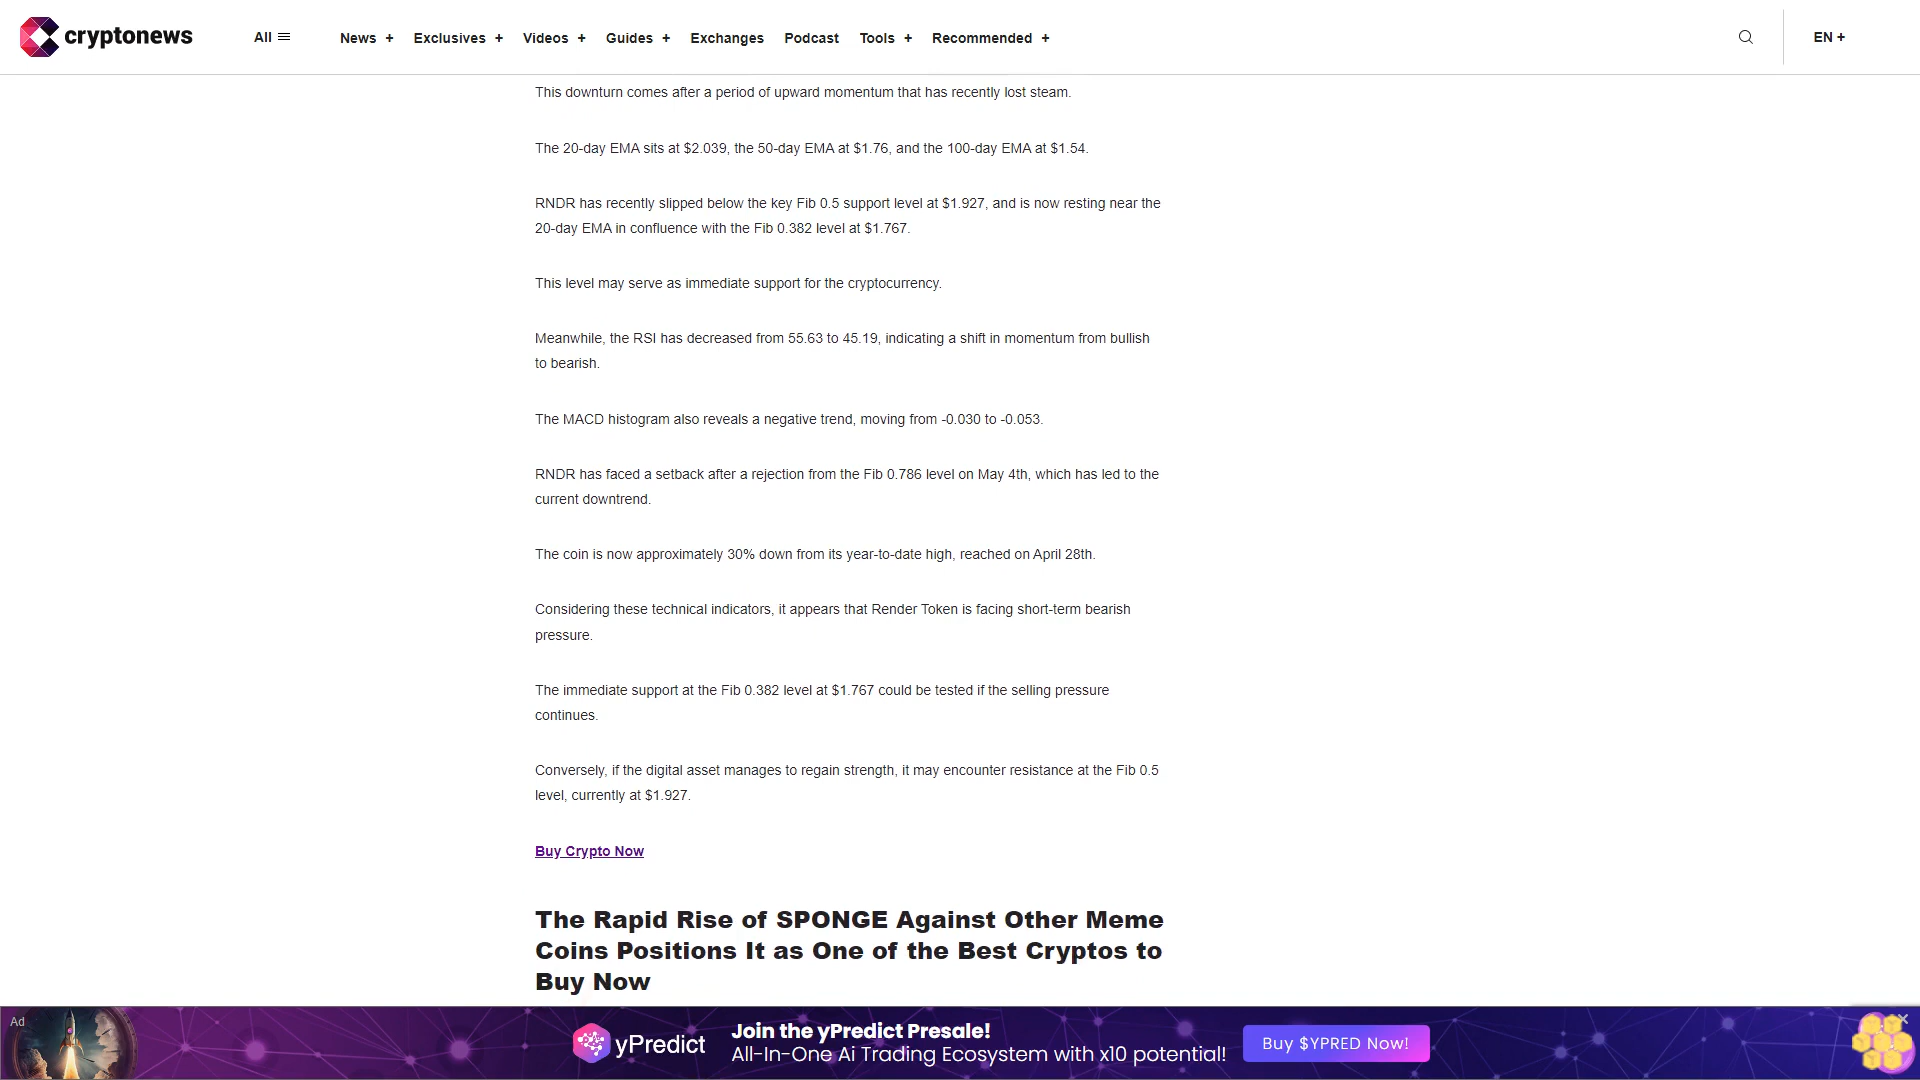 cryptonews
All
News +
Exclusives +
Videos +
Guides +
Exchanges
Podcast
Tools +
Recommended +
EN +
This downturn comes after a period of upward momentum that has recently lost steam.
The 20-day EMA sits at $2.039, the 50-day EMA at $1.76, and the 100-day EMA at $1.54.
RNDR has recently slipped below the key Fib 0.5 support level at $1.927, and is now resting near the
20-day EMA in confluence with the Fib 0.382 level at $1.767.
This level may serve as immediate support for the cryptocurrency.
Meanwhile, the RSI has decreased from 55.63 to 45.19, indicating a shift in momentum from bullish
to bearish.
The MACD histogram also reveals a negative trend, moving from -0.030 to -0.053.
RNDR has faced a setback after a rejection from the Fib 0.786 level on May 4th, which has led to the
current downtrend.
The coin is now approximately 30% down from its year-to-date high, reached on April 28th.
Considering these technical indicators, it appears that Render Token is facing short-term bearish
pressure.
The immediate support at the Fib 0.382 level at $1.767 could be tested if the selling pressure
continues.
Conversely, if the digital asset manages to regain strength, it may encounter resistance at the Fib 0.5
level, currently at $1.927.
Buy Crypto Now
The Rapid Rise of SPONGE Against Other Meme
Coins Positions It as One of the Best Cryptos to
Buy Now
Ad
yPredict
Join the yPredict Presale!
All-In-One Ai Trading Ecosystem with x10 potential!
Buy $YPRED Now!